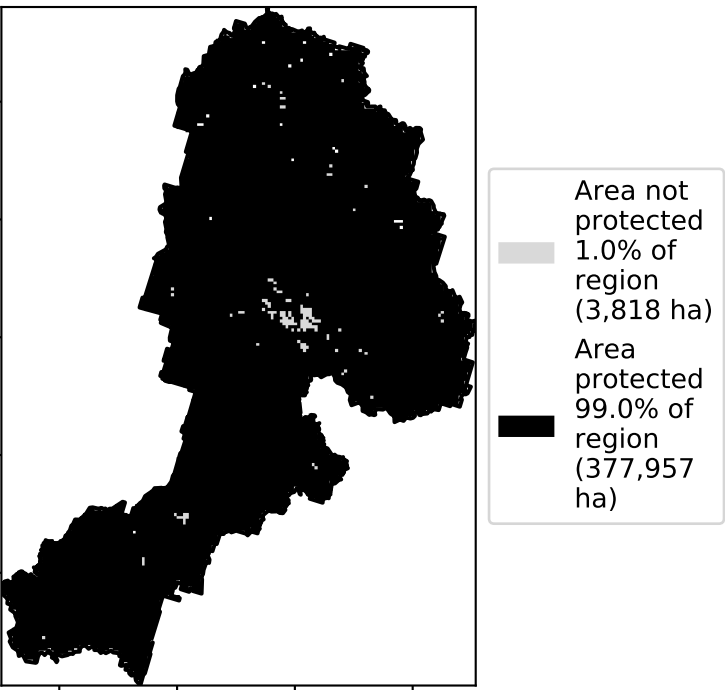 Area not
protected
1.0% of
region
(3,818 ha)
Area
protected
99.0% of
region
(377,957
ha)